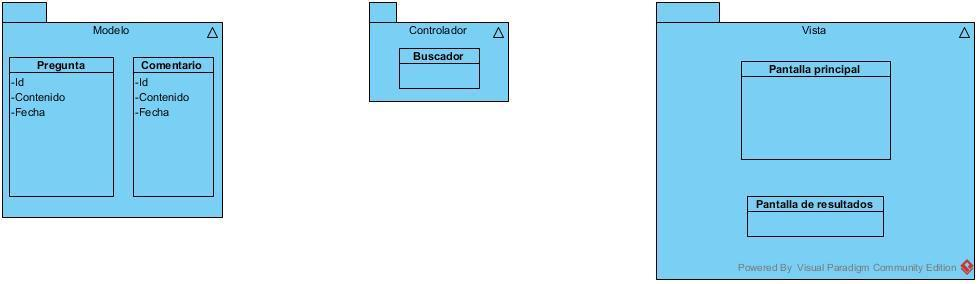 Modelo
Pregunta
-Id
-Contenido
-Fecha
Comentario
-Id
-Contenido
-Fecha
Controlador
Buscador
Vista
Pantalla principal
Pantalla de resultados
Powered By Visual Paradigm Community Edition